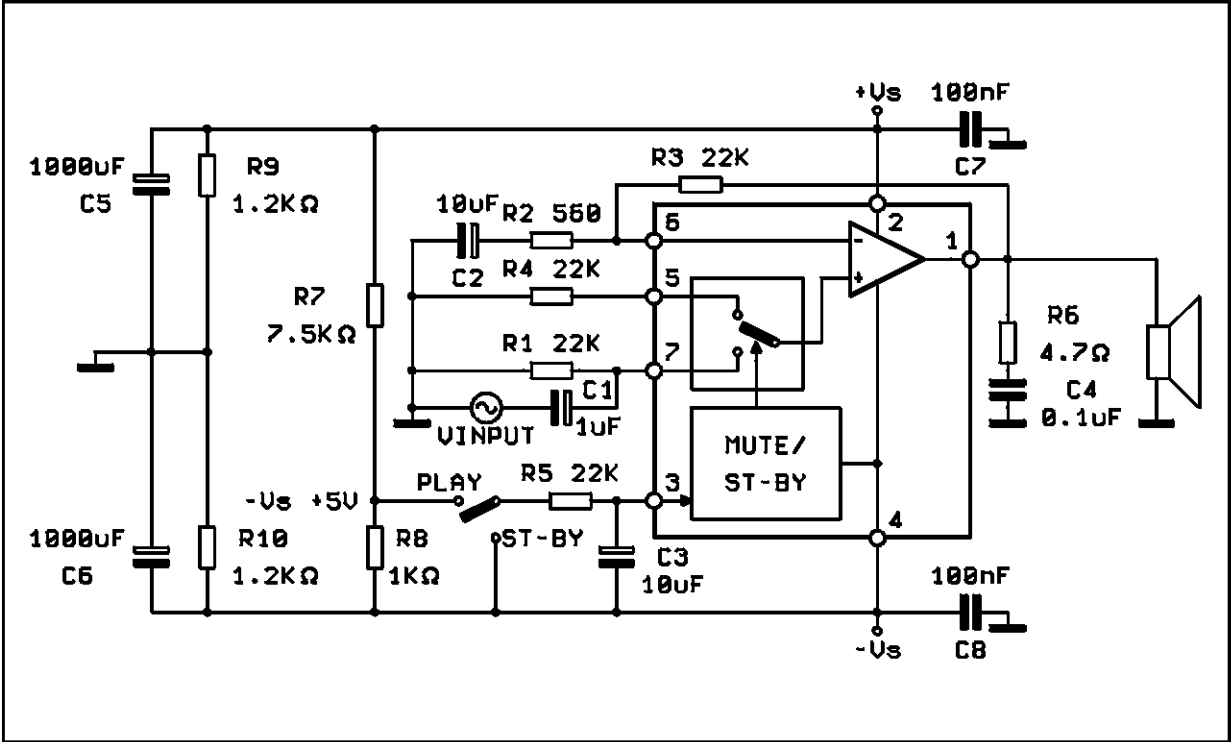 +Vs 100nF
C7
1000uF
C5
R9
1.2KΩ
R3 22K
10uF
C2
R2 560
R4 22K
R7
7.5KΩ
R1 22K
C1
1uF
VINPUT
6
5
7
2
1
-
+
R6
4.7Ω
C4
0.1uF
MUTE/
ST-BY
PLAY
R5 22K
3
-Vs +5V
ST-BY
4
1000uF
C6
R10
1.2KΩ
R8
1KΩ
C3
10uF
100nF
-Vs C8